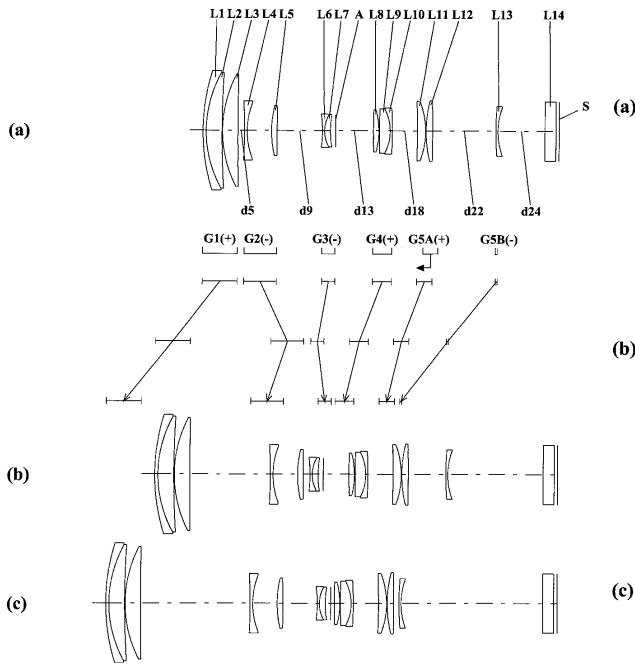 L1 L2 L3 L4 L5 L6 L7 A L8 L9 L10 L11 L12 L13 L14
S
(a) (a)
d5 d9 d13 d18 d22 d24
G1(+) G2(-) G3(-) G4(+) G5A(+) G5B(-)
(b)
(b)
(c) (c)